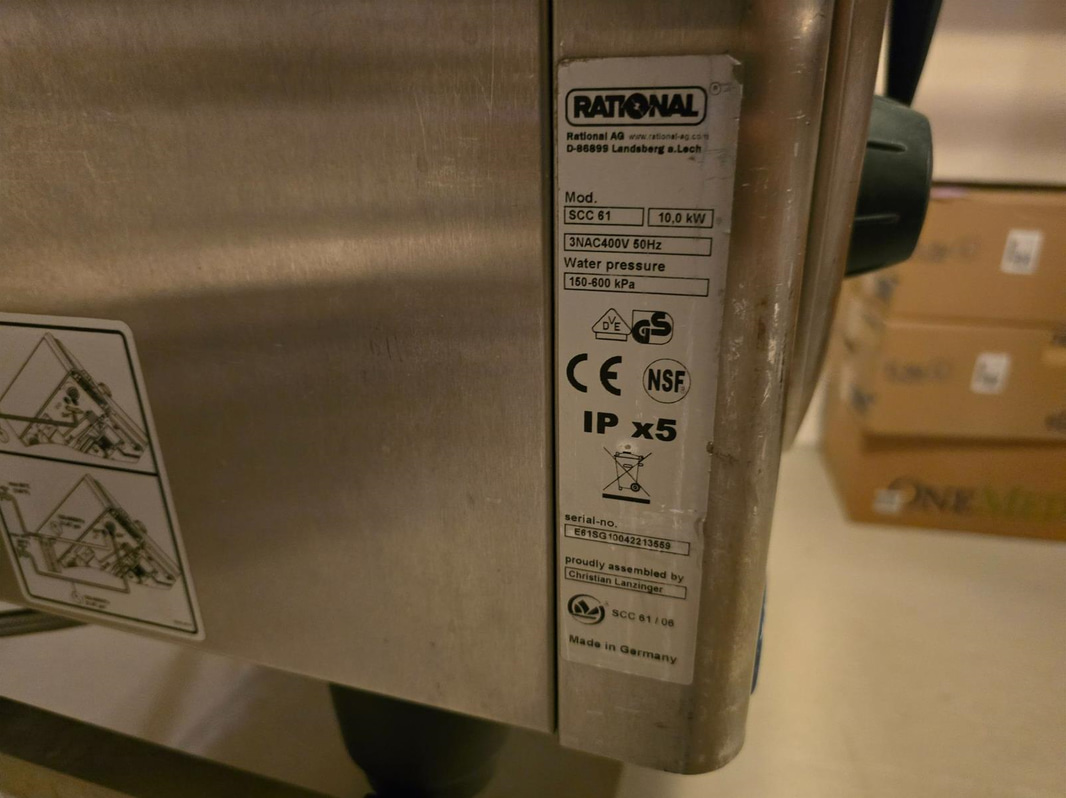 RATIONAL ®
Rational AG www.rational-ag.com
D-86899 Landsberg a.Lech
Mod.
SCC 61 10,0 kW
3NAC400V 50Hz
Water pressure
150-600 kPa
DVE GS
CE NSF
IP x5
serial-no.
E61SG10042213559
proudly assembled by
Christian Lanzinger
SCC 61 / 06
Made in Germany